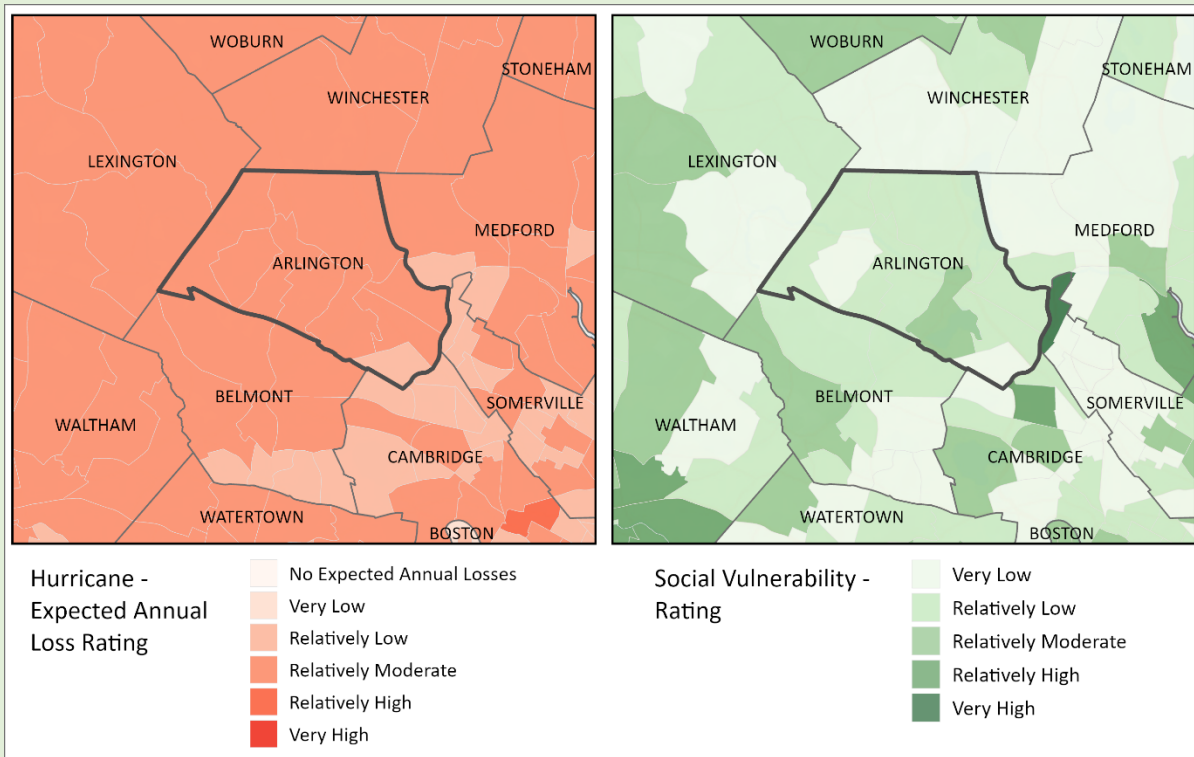 WOBURN
STONEHAM
WINCHESTER
LEXINGTON
MEDFORD
ARLINGTON
BELMONT
SOMERVILLE
WALTHAM
CAMBRIDGE
WATERTOWN
BOSTON
Hurricane -
Expected Annual
Loss Rating
No Expected Annual Losses
Very Low
Relatively Low
Relatively Moderate
Relatively High
Very High
WOBURN
STONEHAM
WINCHESTER
LEXINGTON
MEDFORD
ARLINGTON
BELMONT
SOMERVILLE
WALTHAM
CAMBRIDGE
WATERTOWN
BOSTON
Social Vulnerability -
Rating
Very Low
Relatively Low
Relatively Moderate
Relatively High
Very High